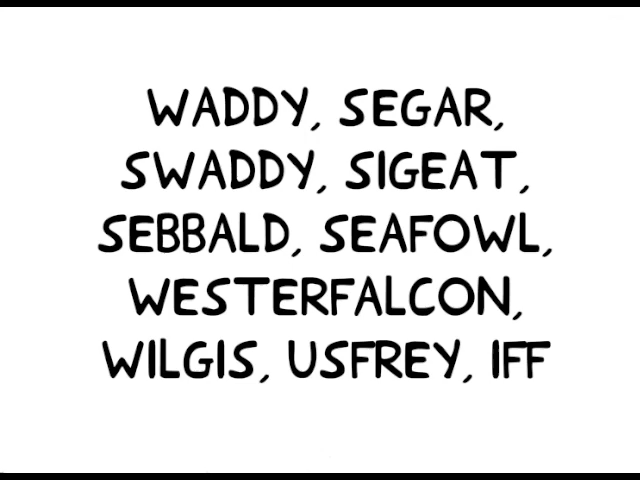 WADDY, SEGAR,
SWADDY, SIGEAT,
SEBBALD, SEAFOWL,
WESTERFALCON,
WILGIS, USFREY, IFF